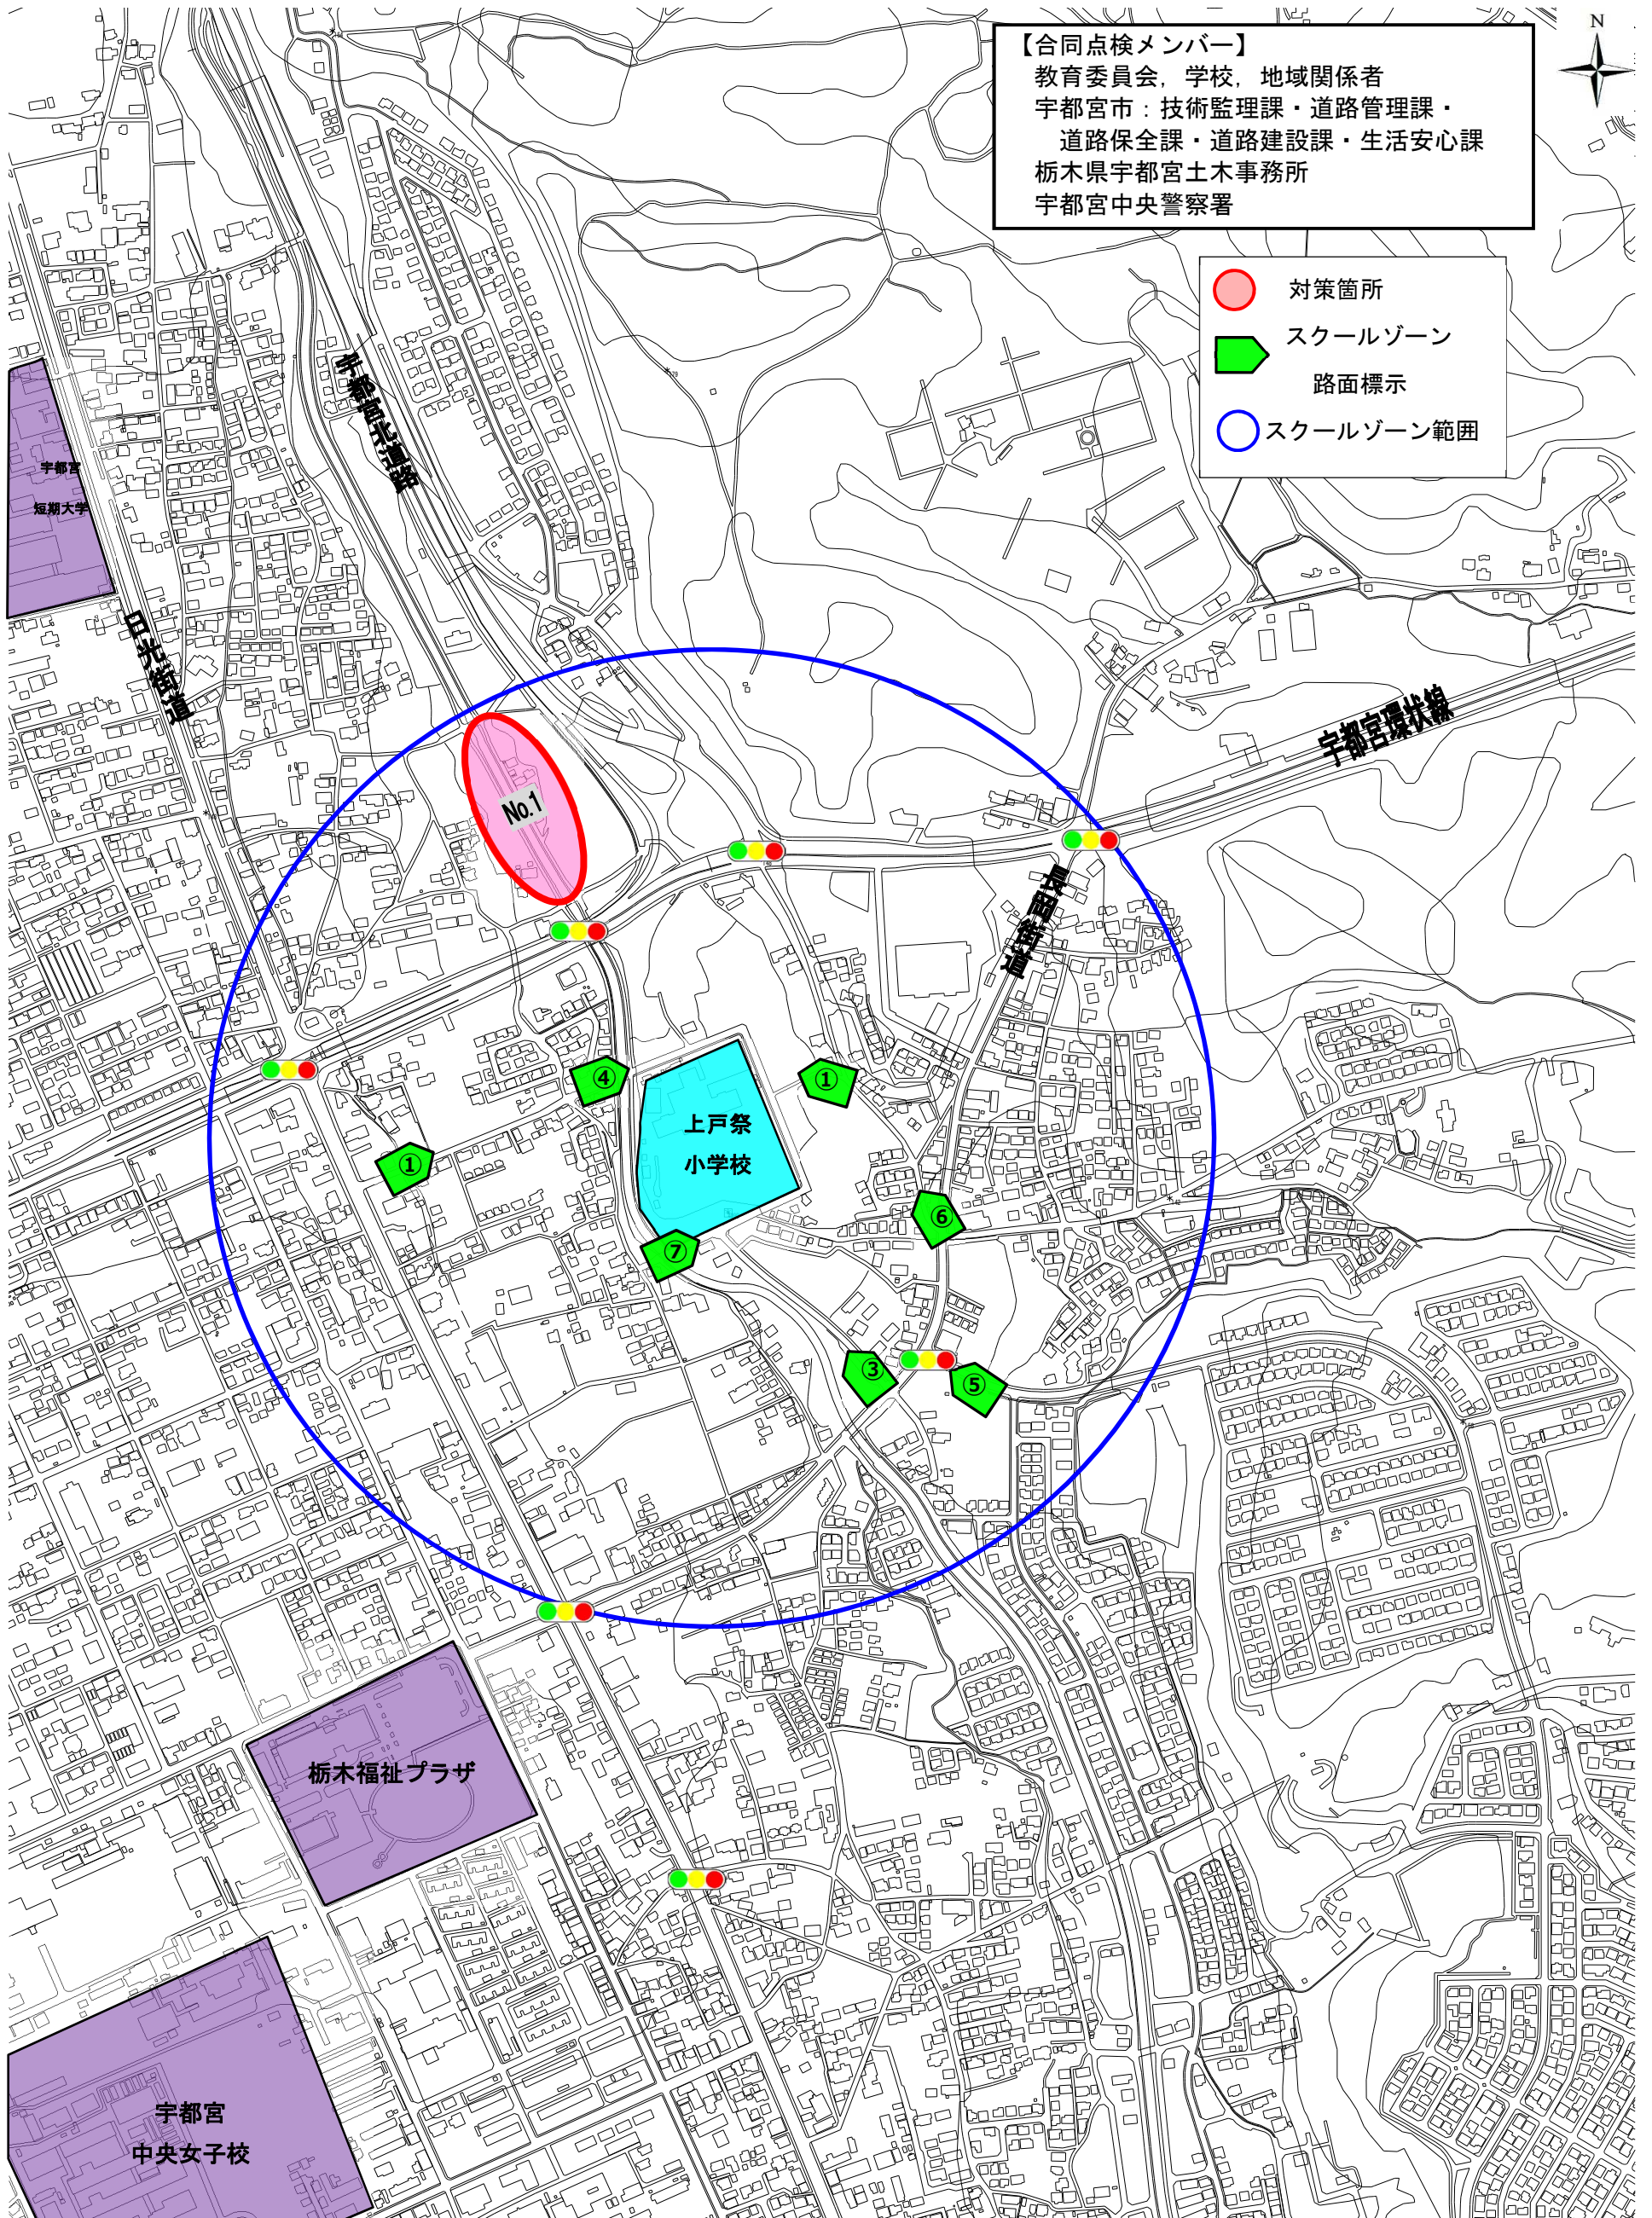 N
【合同点検メンバー】
教育委員会，学校，地域関係者
宇都宮市：技術監理課・道路管理課・
道路保全課・道路建設課・生活安心課
栃木県宇都宮土木事務所
宇都宮中央警察署
対策箇所
スクールゾーン
路面標示
スクールゾーン範囲
宇都宮北道路
宇都宮
短期大学
日光街道
宇都宮環状線
No.1
長岡街道
④
①
上戸祭
小学校
①
⑥
⑦
③
⑤
栃木福祉プラザ
宇都宮
中央女子校